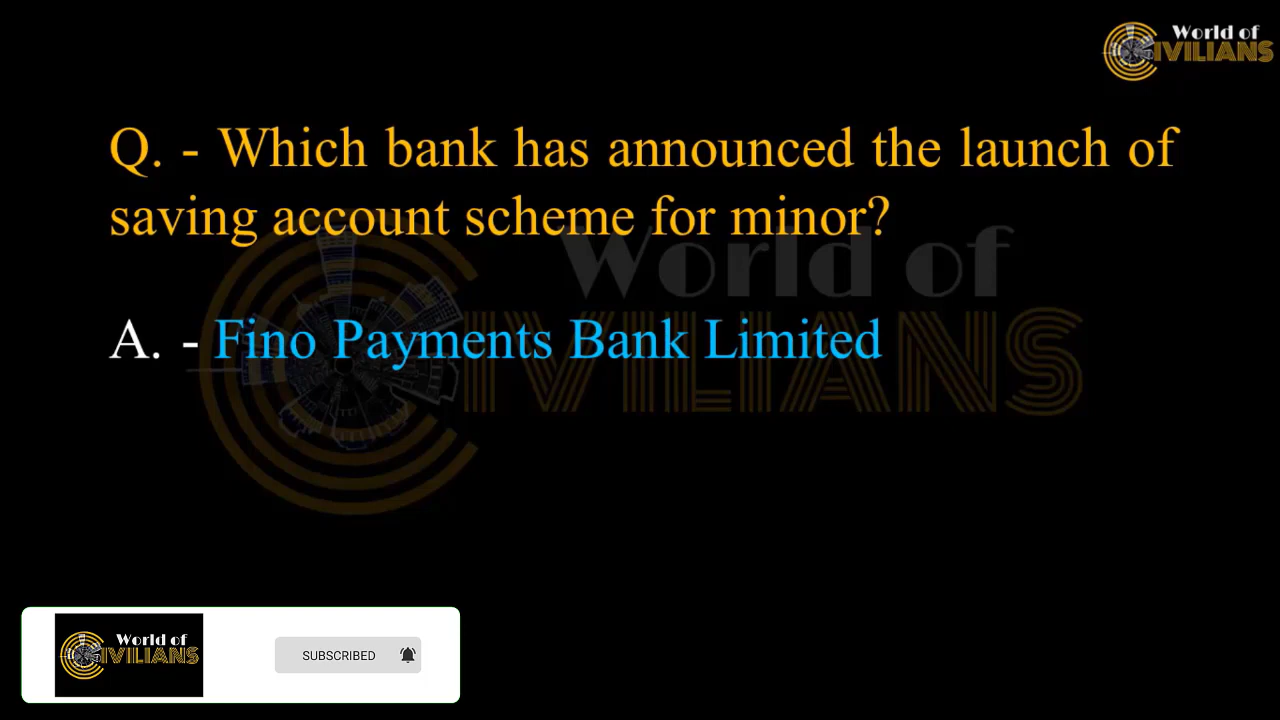 World of
CIVILIANS
Q. - Which bank has announced the launch of
saving account scheme for minor?
World of
CIVILIANS
A. - Fino Payments Bank Limited
World of
CIVILIANS
SUBSCRIBED